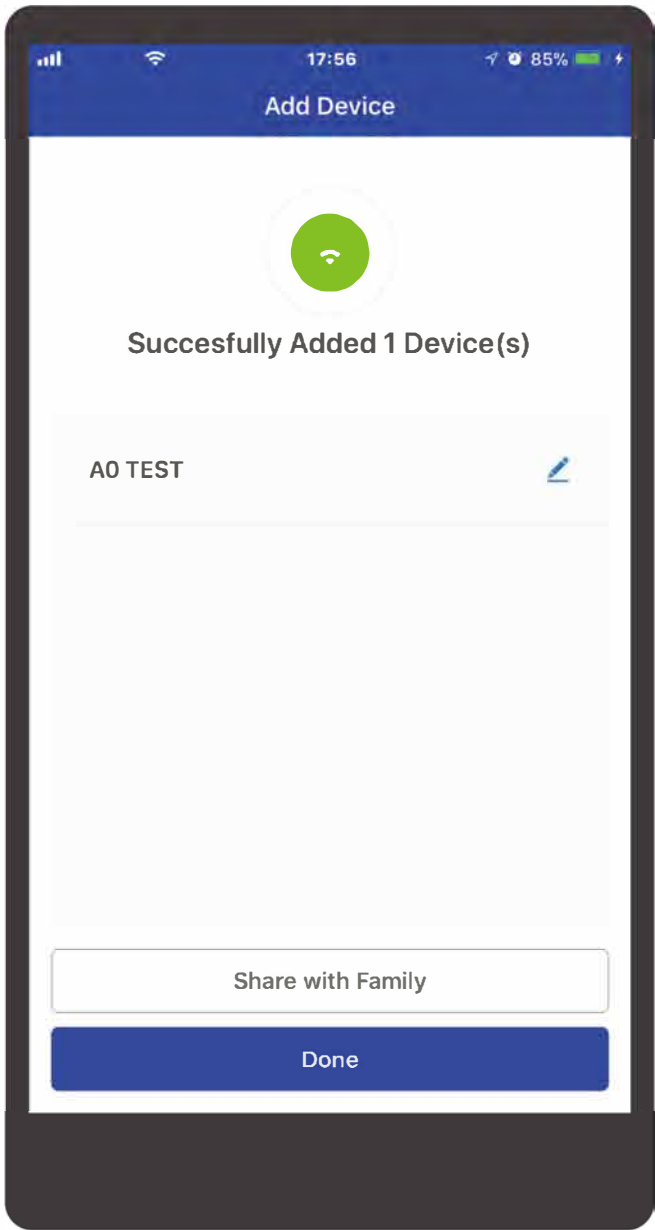 17:56
85%
Add Device
Succesfully Added 1 Device(s)
A0 TEST
Share with Family
Done